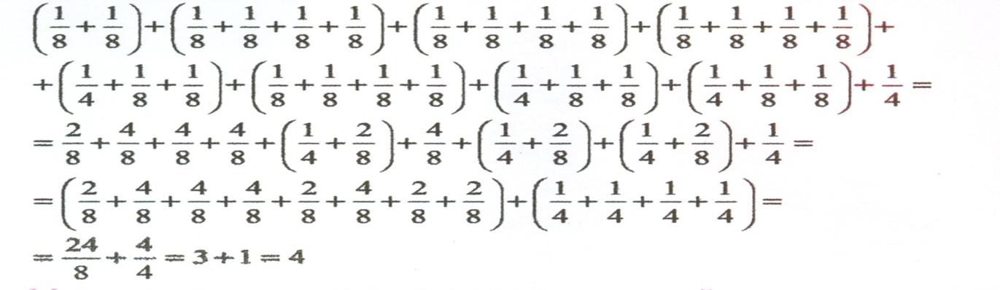 (1/8 + 1/8) + (1/8 + 1/8 + 1/8 + 1/8) + (1/8 + 1/8 + 1/8 + 1/8) + (1/8 + 1/8 + 1/8 + 1/8) +
+ (1/4 + 1/8 + 1/8) + (1/8 + 1/8 + 1/8 + 1/8) + (1/4 + 1/8 + 1/8) + (1/4 + 1/8 + 1/8) + 1/4 =
= 2/8 + 4/8 + 4/8 + 4/8 + (1/4 + 2/8) + 4/8 + (1/4 + 2/8) + (1/4 + 2/8) + 1/4 =
= (2/8 + 4/8 + 4/8 + 4/8 + 2/8 + 4/8 + 2/8 + 2/8) + (1/4 + 1/4 + 1/4 + 1/4) =
= 24/8 + 4/4 = 3 + 1 = 4